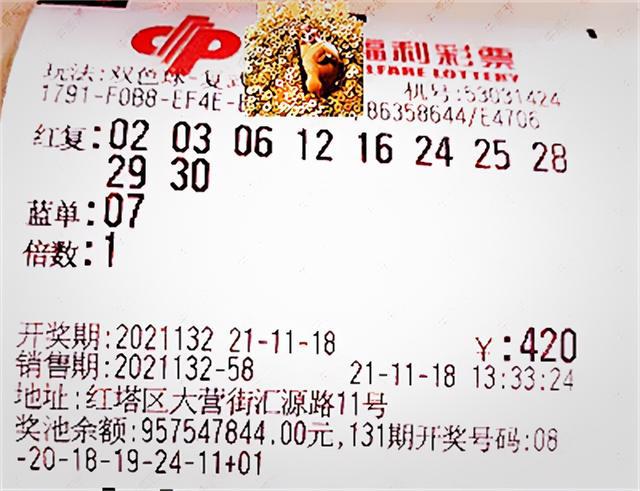 福利彩票
WELFARE LOTTERY
玩法:双色球-复式
机号:53031424
1791-F0B8-EF4E-
86358644/E4706
红复:02 03 06 12 16 24 25 28
29 30
蓝单:07
倍数:1
开奖期:2021132 21-11-18 ¥:420
销售期:2021132-58 21-11-18 13:33:24
地址:红塔区大营街汇源路11号
奖池余额:957547844.00元,131期开奖号码:08
-20-18-19-24-11+01